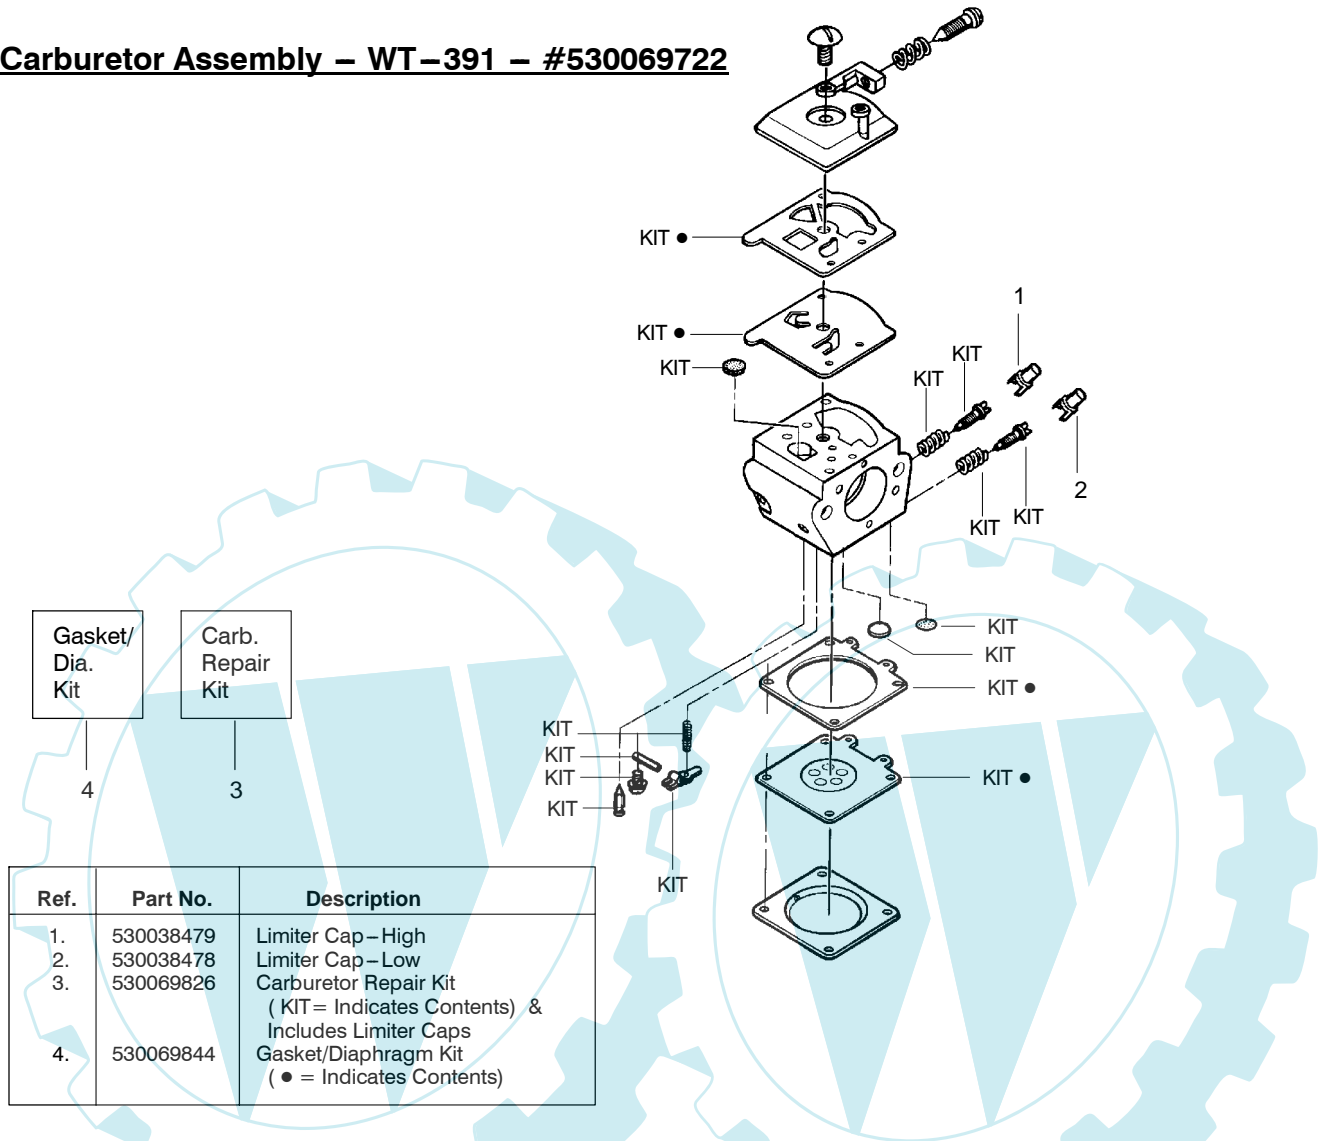 Carburetor Assembly – WT–391 – #530069722
KIT ●
KIT ●
KIT
1
KIT
KIT
2
KIT
KIT
KIT
KIT
KIT ●
KIT ●
KIT
KIT
KIT
KIT
KIT
Gasket/
Dia.
Kit
4
Carb.
Repair
Kit
3
Ref. Part No. Description
1. 530038479 Limiter Cap–High
2. 530038478 Limiter Cap–Low
3. 530069826 Carburetor Repair Kit
( KIT= Indicates Contents) &
Includes Limiter Caps
4. 530069844 Gasket/Diaphragm Kit
( ● = Indicates Contents)